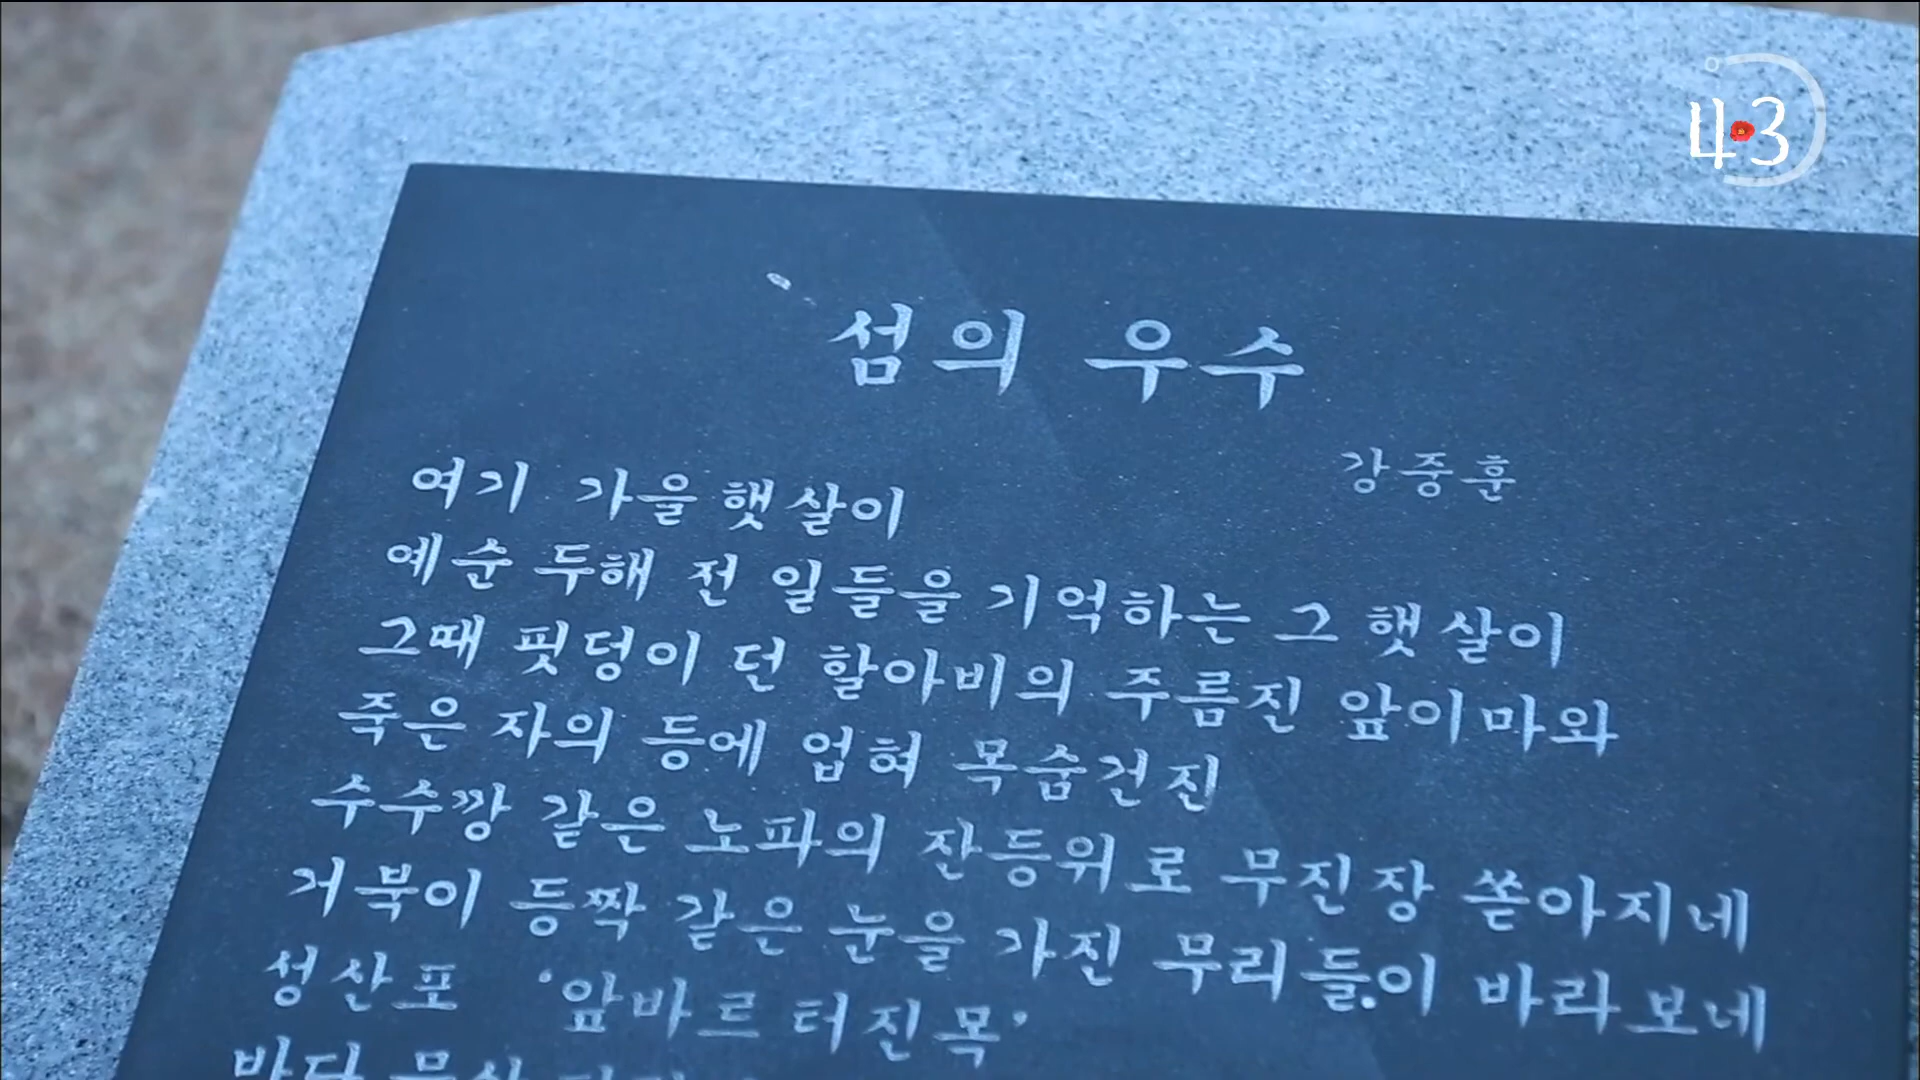 4 3
섬의 우수
강중훈
여기 가을 햇살이
예순 두해 전 일들을 기억하는 그 햇살이
그때 핏덩이 던 할아비의 주름진 앞이마와
죽은 자의 등에 업혀 목숨건진
수수깡 같은 노파의 잔등위로 무진장 쏟아지네
거북이 등짝 같은 눈을 가진 무리들이 바라보네
성산포 '앞바르 터진목'